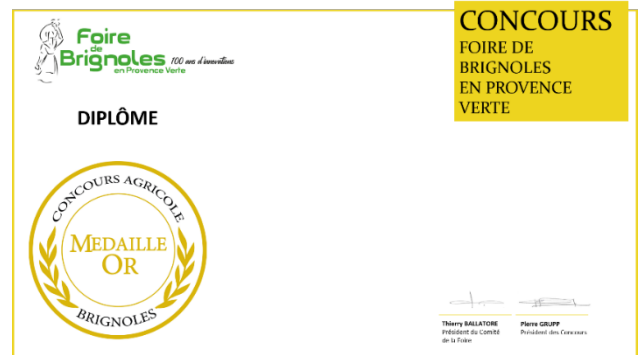 Foire
de
Brignoles 100 ans d'innovations
en Provence Verte
CONCOURS
FOIRE DE
BRIGNOLES
EN PROVENCE
VERTE
DIPLÔME
CONCOURS AGRICOLE
MEDAILLE
OR
BRIGNOLES
Thierry BALLATORE
Président du Comité
de la Foire
Pierre GRUPP
Président des Concours